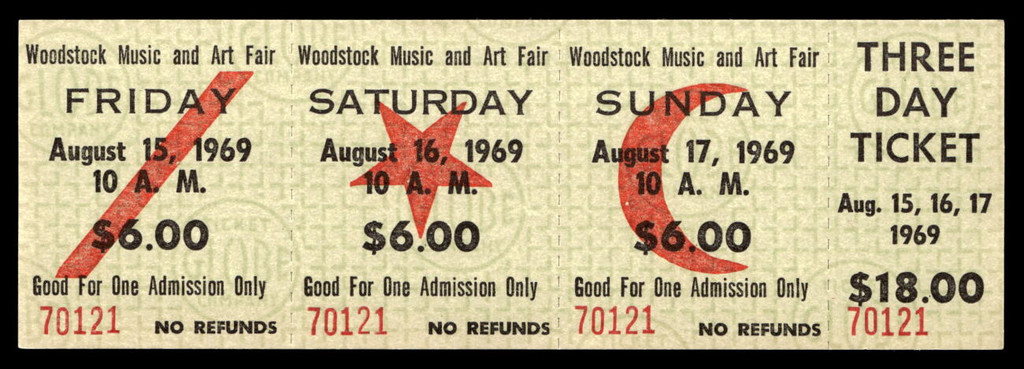 Woodstock Music and Art Fair
FRIDAY
August 15, 1969
10 A. M.
$6.00
Good For One Admission Only
70121 NO REFUNDS
Woodstock Music and Art Fair
SATURDAY
August 16, 1969
10 A. M.
$6.00
Good For One Admission Only
70121 NO REFUNDS
Woodstock Music and Art Fair
SUNDAY
August 17, 1969
10 A. M.
$6.00
Good For One Admission Only
70121 NO REFUNDS
THREE
DAY
TICKET
Aug. 15, 16, 17
1969
$18.00
70121